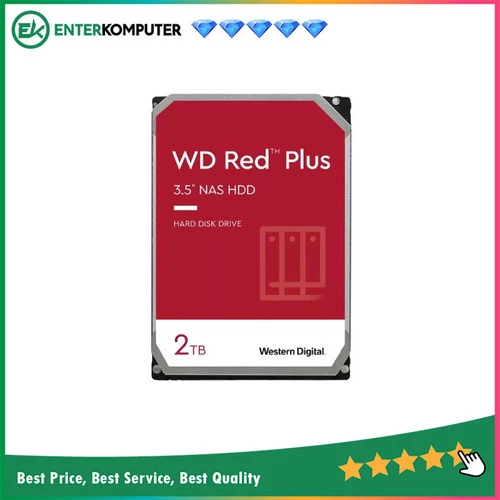 EK ENTERKOMPUTER
WD Red™ Plus
3.5" NAS HDD
HARD DISK DRIVE
2TB
Western Digital.
Best Price, Best Service, Best Quality